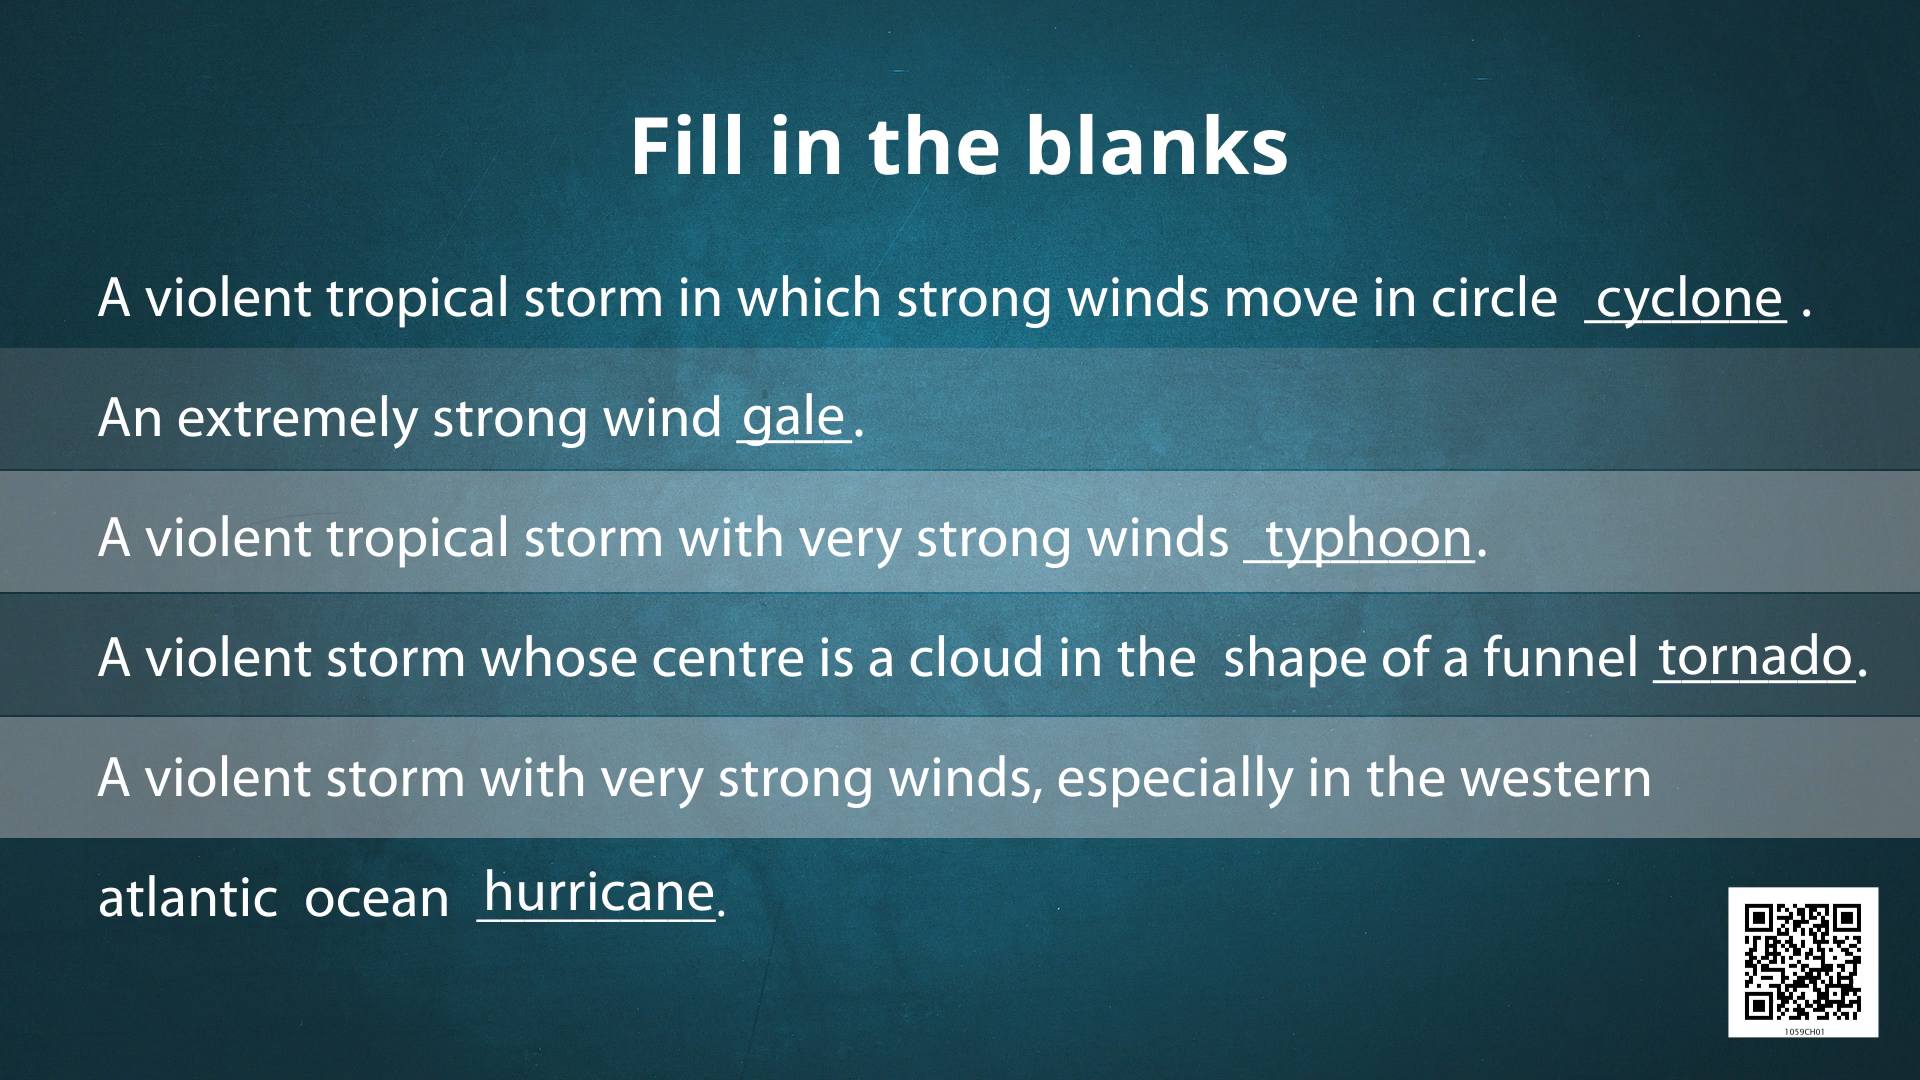 Fill in the blanks
A violent tropical storm in which strong winds move in circle cyclone .
An extremely strong wind gale.
A violent tropical storm with very strong winds typhoon.
A violent storm whose centre is a cloud in the shape of a funnel tornado.
A violent storm with very strong winds, especially in the western
atlantic ocean hurricane.
1059CH01